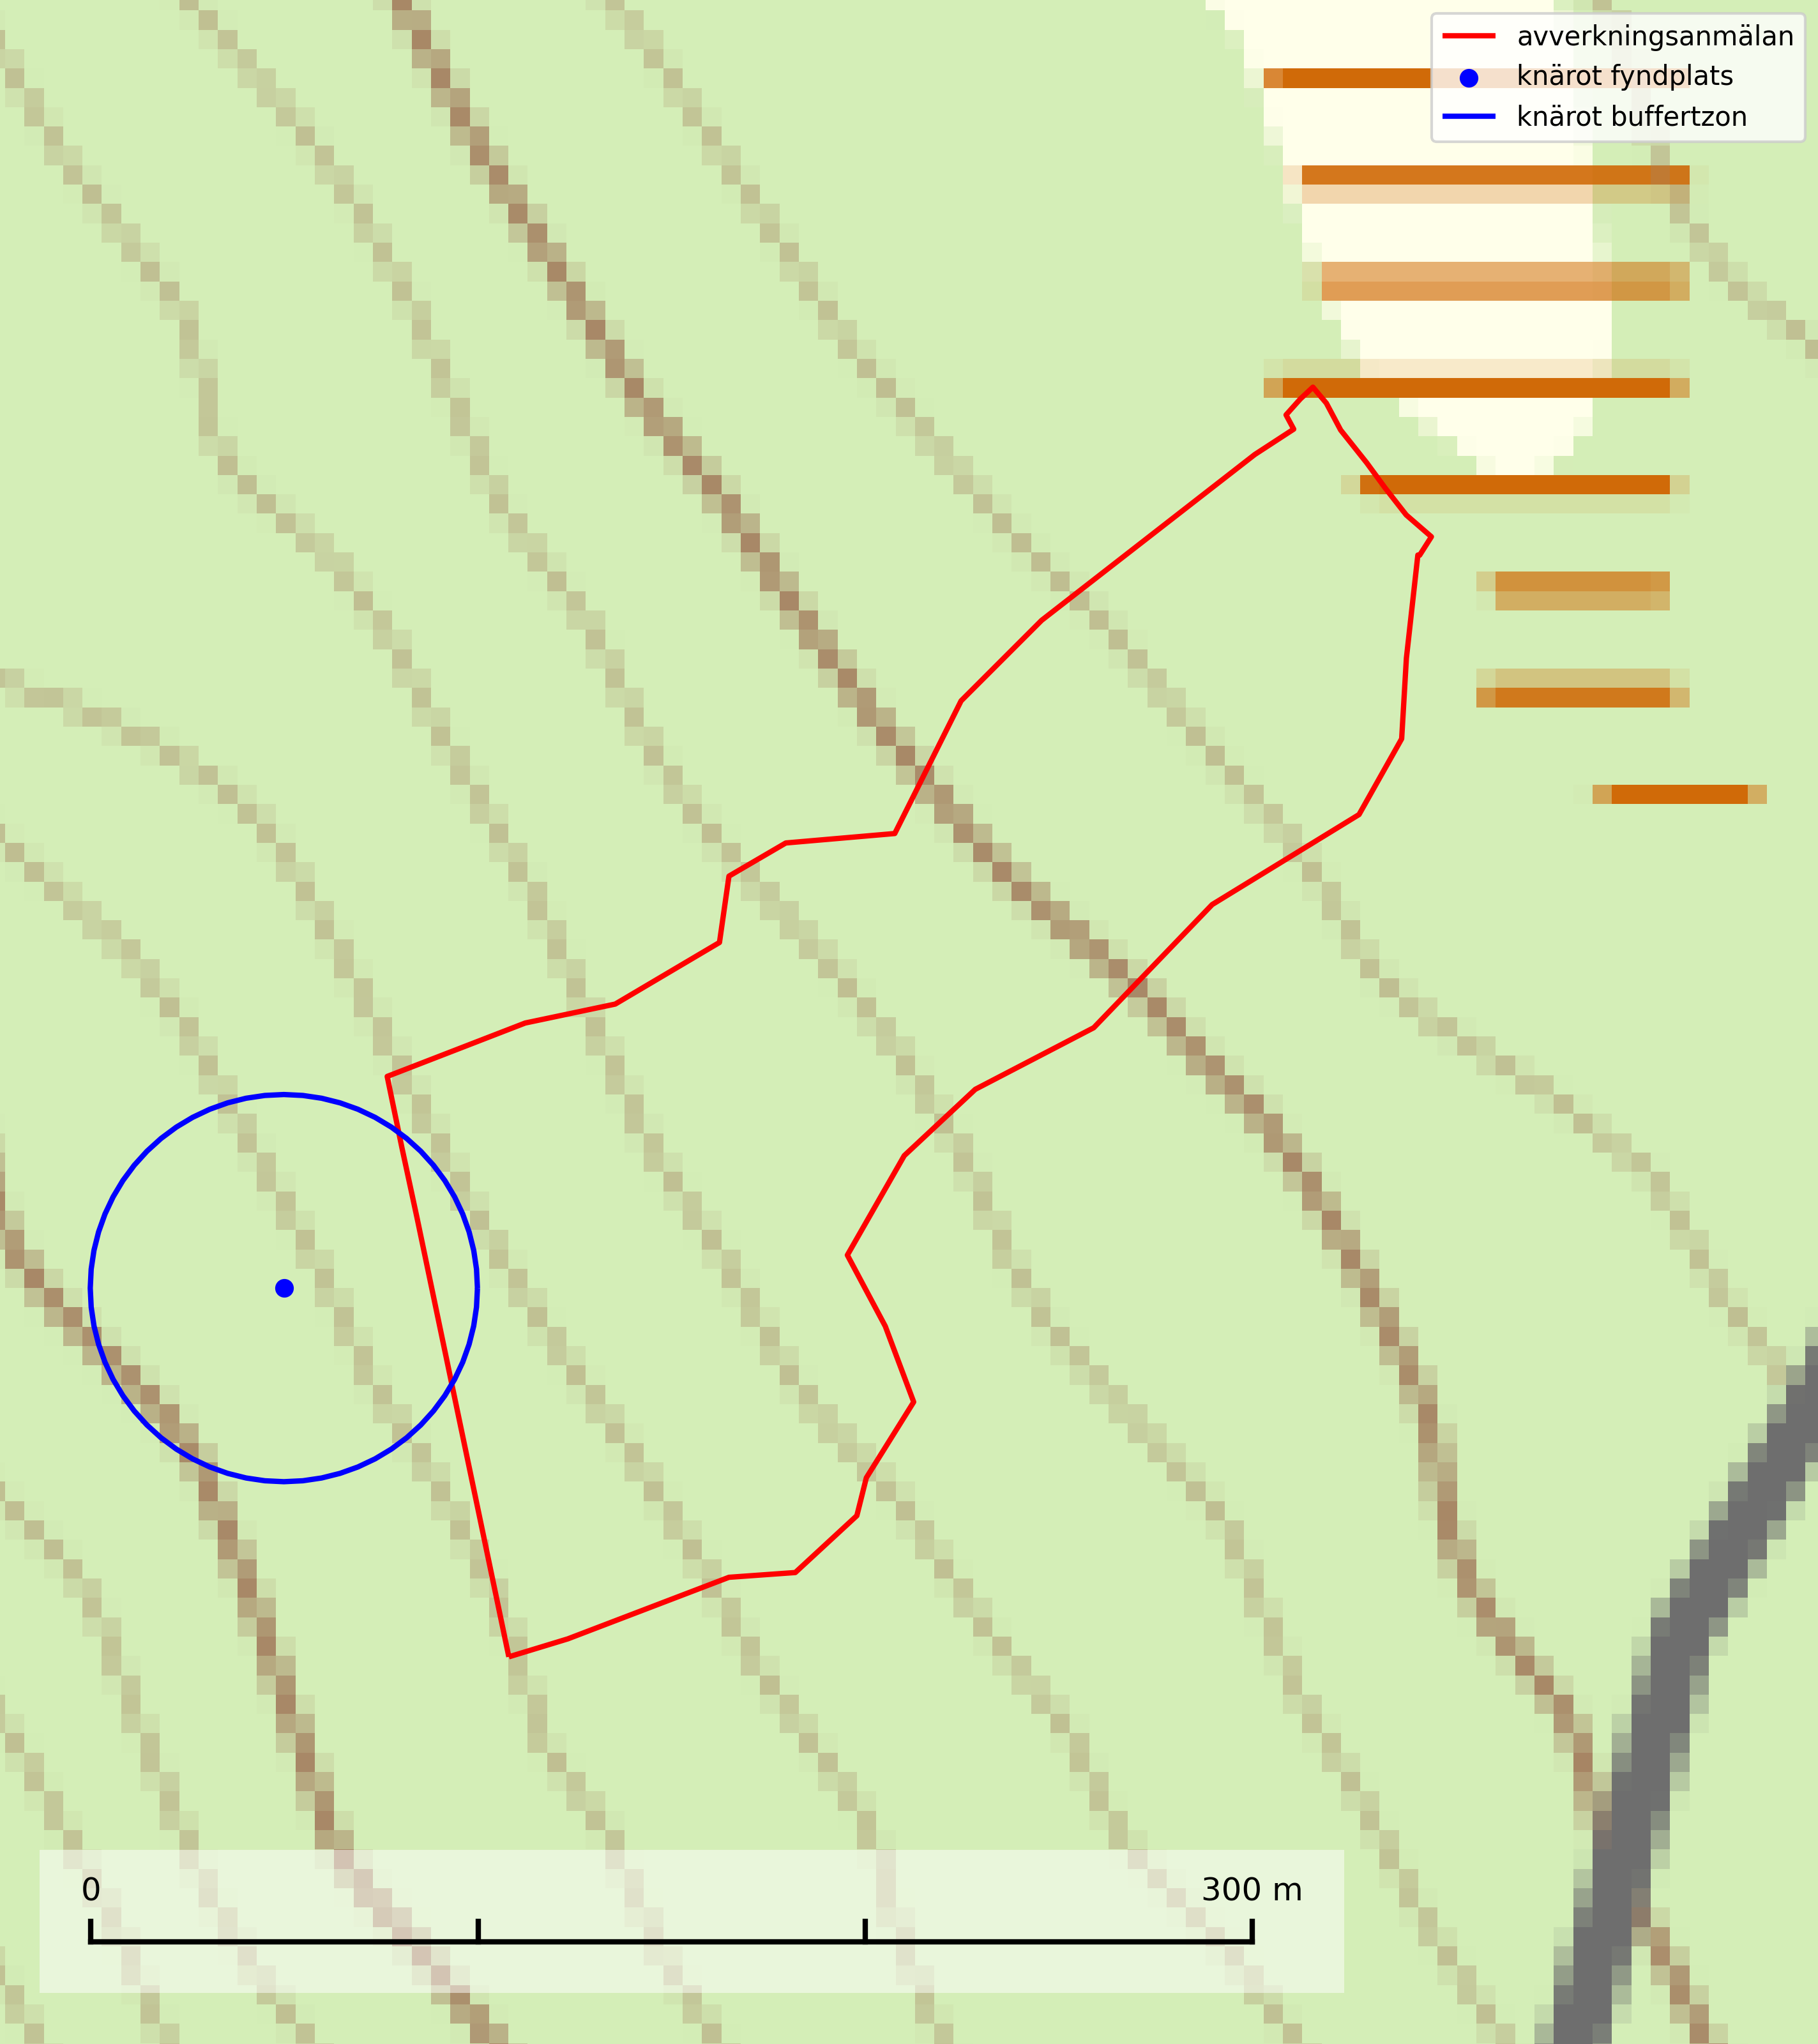 avverkningsanmälan
knärot fyndplats
knärot buffertzon
0 300 m